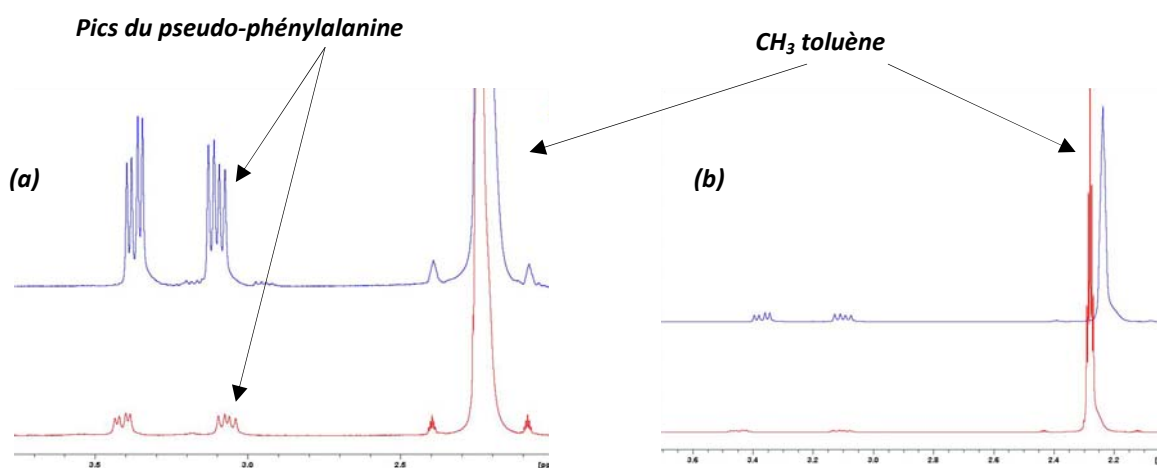 Pics du pseudo-phénylalanine
CH₃ toluène
(a)
(b)
3.5 3.0 2.5
3.6 3.4 3.2 3.0 2.8 2.6 2.4 2.2